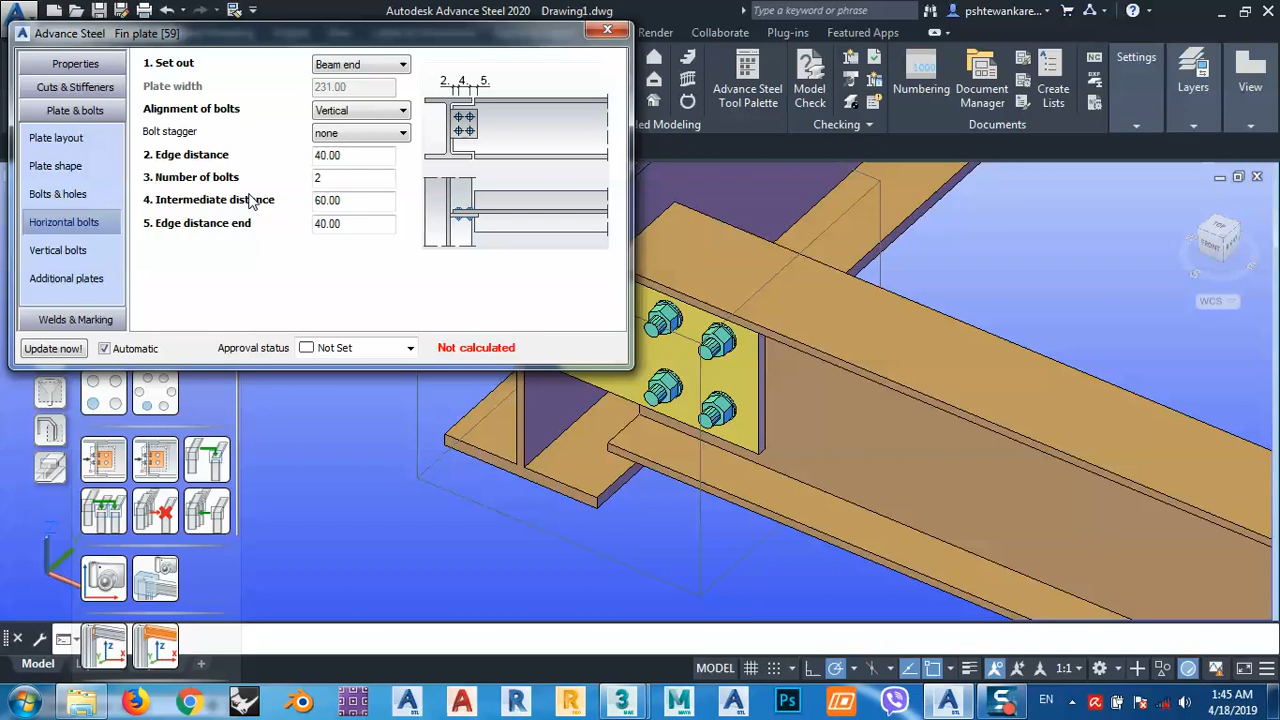 Autodesk Advance Steel 2020 Drawing1.dwg
Type a keyword or phrase
pshtewankare...
Advance Steel Fin plate [59]
Render Collaborate Plug-ins Featured Apps
Properties
Cuts & Stiffeners
Plate & bolts
Plate layout
Plate shape
Bolts & holes
Horizontal bolts
Vertical bolts
Additional plates
Welds & Marking
1. Set out Beam end
Plate width 231.00
Alignment of bolts Vertical
Bolt stagger none
2. Edge distance 40.00
3. Number of bolts 2
4. Intermediate distance 60.00
5. Edge distance end 40.00
2. 4. 5.
Update now! Automatic Approval status Not Set Not calculated
Advance Steel
Tool Palette
Model
Check
Numbering
Document
Manager
Create
Lists
Settings
Layers
View
Checking
Documents
TOP
FRONT
WCS
Z
Z
X
Z
X
Model
MODEL
1:1
EN
1:45 AM
4/18/2019